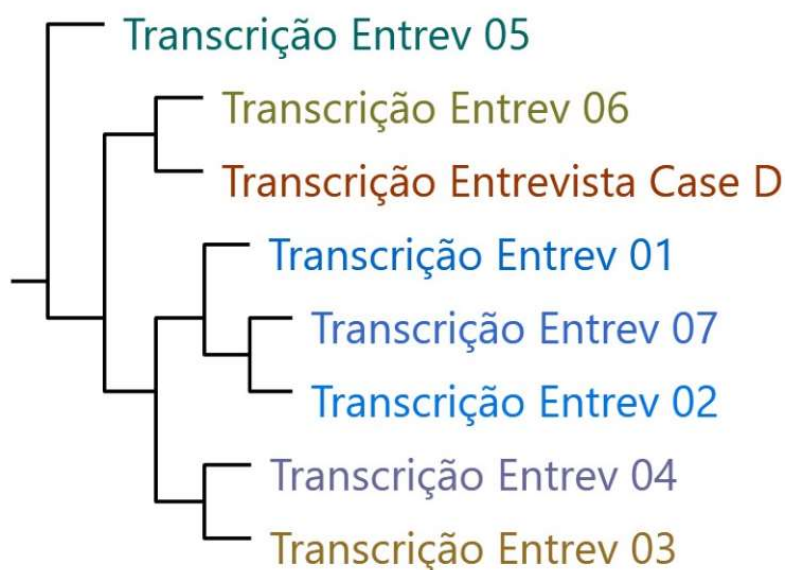 Transcrição Entrev 05
Transcrição Entrev 06
Transcrição Entrevista Case D
Transcrição Entrev 01
Transcrição Entrev 07
Transcrição Entrev 02
Transcrição Entrev 04
Transcrição Entrev 03